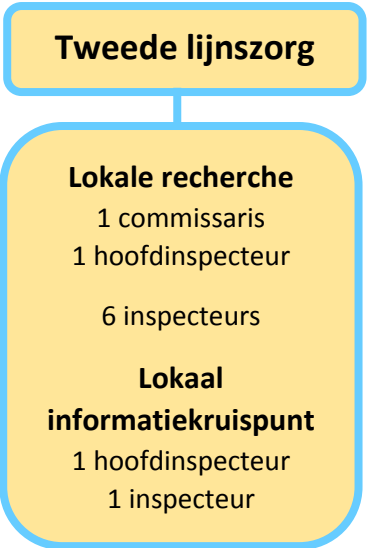 Tweede lijnszorg
Lokale recherche
1 commissaris
1 hoofdinspecteur
6 inspecteurs
Lokaal
informatiekruispunt
1 hoofdinspecteur
1 inspecteur